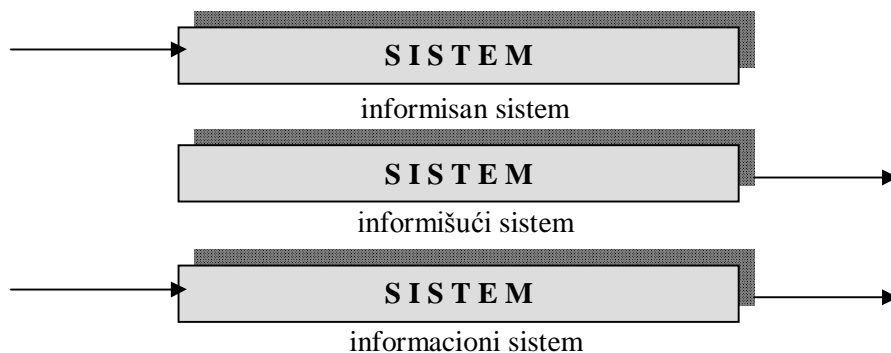 S I S T E M
informisan sistem
S I S T E M
informišući sistem
S I S T E M
informacioni sistem